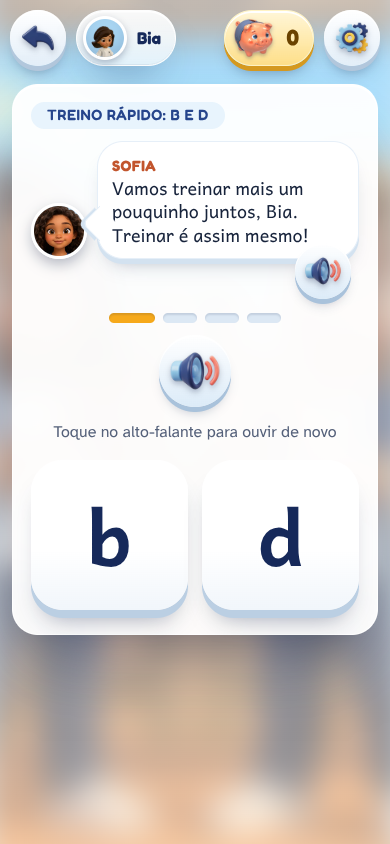 Bia
0
TREINO RÁPIDO: B E D
SOFIA
Vamos treinar mais um
pouquinho juntos, Bia.
Treinar é assim mesmo!
Toque no alto-falante para ouvir de novo
b
d